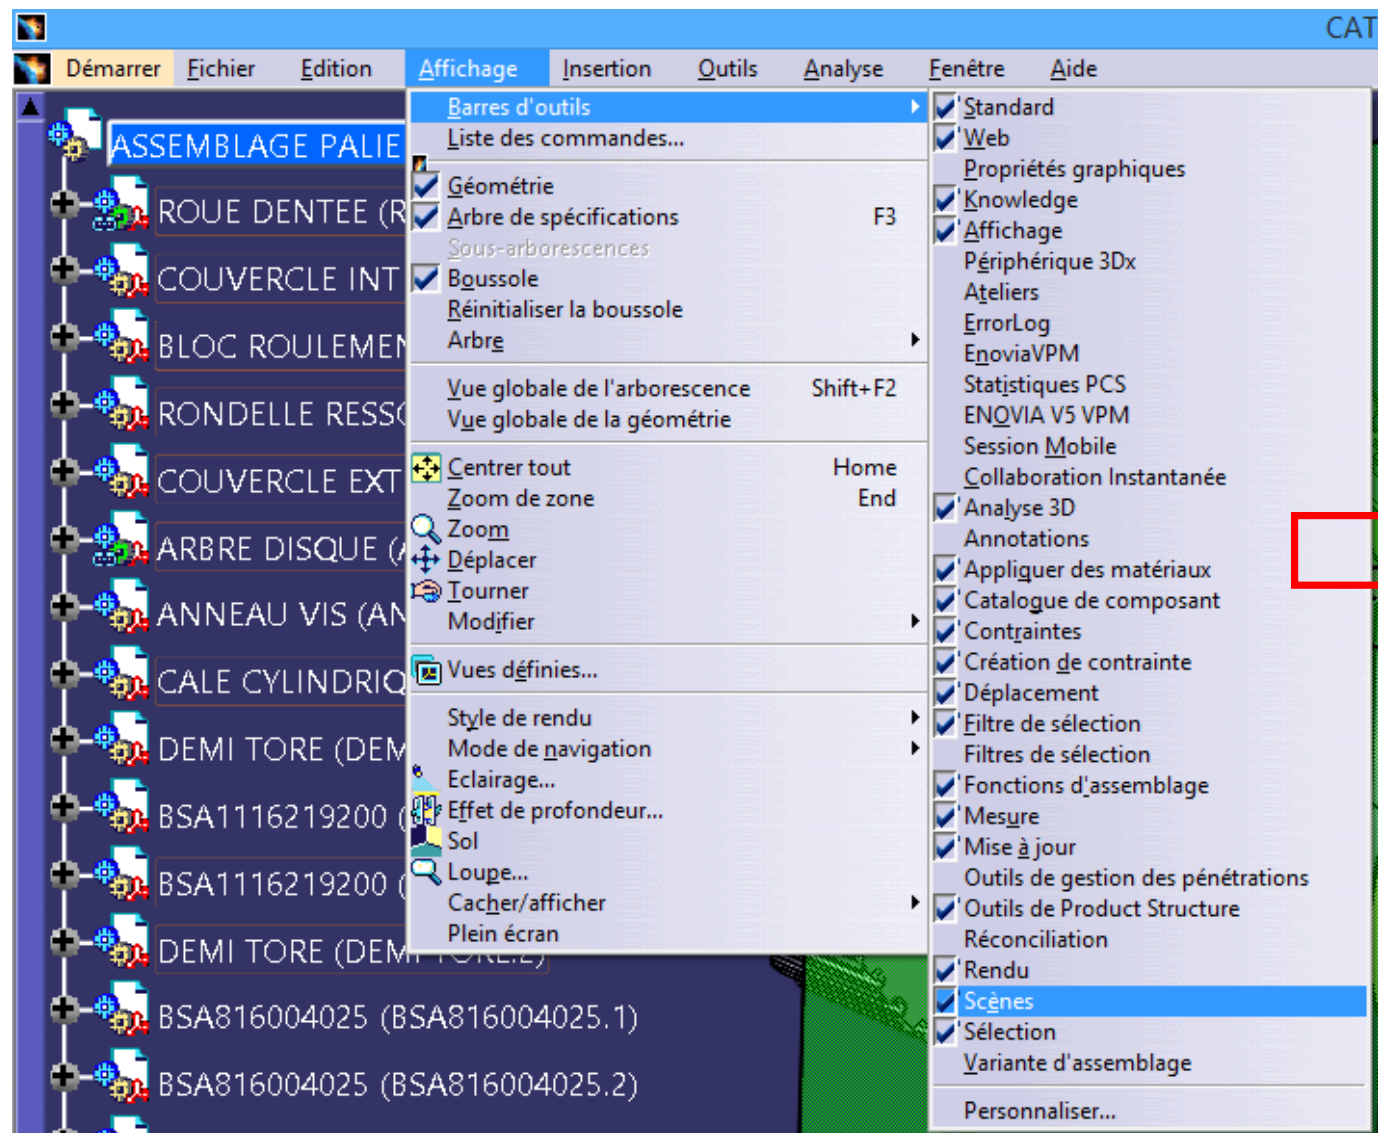 CAT
Démarrer Fichier Edition Affichage Insertion Outils Analyse Fenêtre Aide
ASSEMBLAGE PALIE
ROUE DENTEE (R
COUVERCLE INT
BLOC ROULEMEN
RONDELLE RESSO
COUVERCLE EXT
ARBRE DISQUE (A
ANNEAU VIS (AN
CALE CYLINDRIQ
DEMI TORE (DEM
BSA1116219200 (
BSA1116219200 (
DEMI TORE (DEMI TORE.2)
BSA816004025 (BSA816004025.1)
BSA816004025 (BSA816004025.2)
Barres d'outils
Liste des commandes...
Géométrie
Arbre de spécifications F3
Sous-arborescences
Boussole
Réinitialiser la boussole
Arbre
Vue globale de l'arborescence Shift+F2
Vue globale de la géométrie
Centrer tout Home
Zoom de zone End
Zoom
Déplacer
Tourner
Modifier
Vues définies...
Style de rendu
Mode de navigation
Eclairage...
Effet de profondeur...
Sol
Loupe...
Cacher/afficher
Plein écran
Standard
Web
Propriétés graphiques
Knowledge
Affichage
Périphérique 3Dx
Ateliers
ErrorLog
EnoviaVPM
Statistiques PCS
ENOVIA V5 VPM
Session Mobile
Collaboration Instantanée
Analyse 3D
Annotations
Appliquer des matériaux
Catalogue de composant
Contraintes
Création de contrainte
Déplacement
Filtre de sélection
Filtres de sélection
Fonctions d'assemblage
Mesure
Mise à jour
Outils de gestion des pénétrations
Outils de Product Structure
Réconciliation
Rendu
Scènes
Sélection
Variante d'assemblage
Personnaliser...